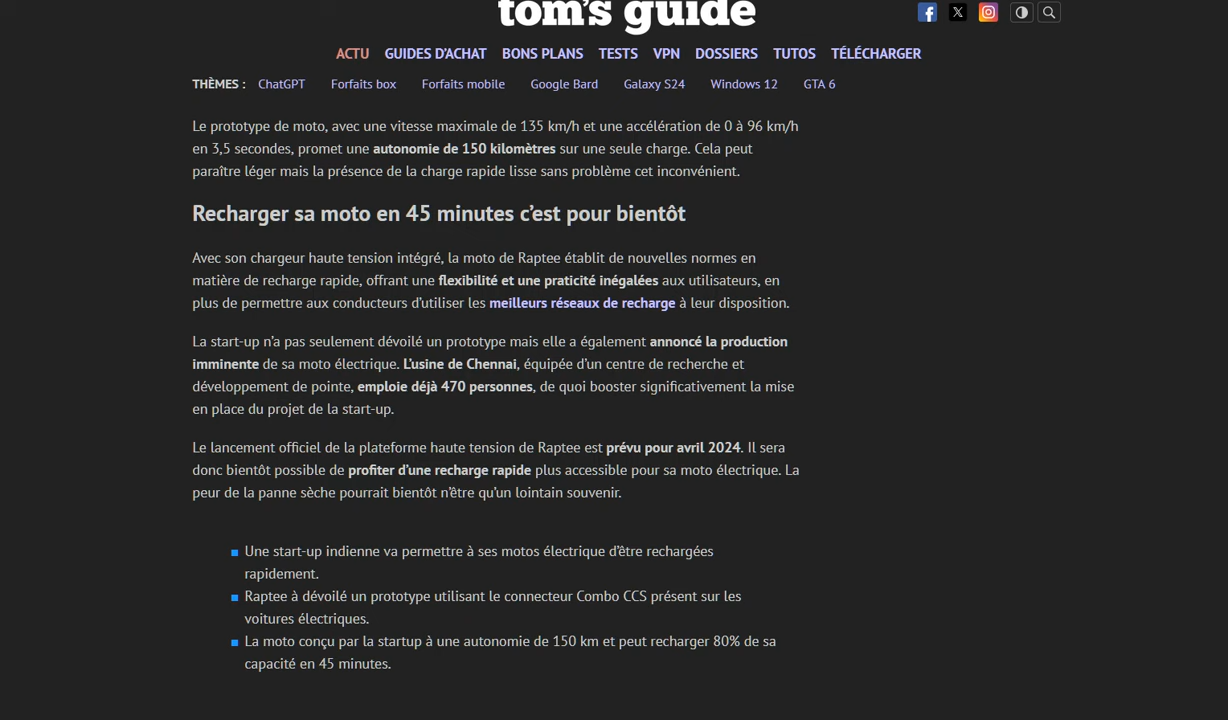 tom's guide
ACTU GUIDES D'ACHAT BONS PLANS TESTS VPN DOSSIERS TUTOS TÉLÉCHARGER
THÈMES : ChatGPT Forfaits box Forfaits mobile Google Bard Galaxy S24 Windows 12 GTA 6
Le prototype de moto, avec une vitesse maximale de 135 km/h et une accélération de 0 à 96 km/h
en 3,5 secondes, promet une autonomie de 150 kilomètres sur une seule charge. Cela peut
paraître léger mais la présence de la charge rapide lisse sans problème cet inconvénient.
Recharger sa moto en 45 minutes c’est pour bientôt
Avec son chargeur haute tension intégré, la moto de Raptee établit de nouvelles normes en
matière de recharge rapide, offrant une flexibilité et une praticité inégalées aux utilisateurs, en
plus de permettre aux conducteurs d’utiliser les meilleurs réseaux de recharge à leur disposition.
La start-up n’a pas seulement dévoilé un prototype mais elle a également annoncé la production
imminente de sa moto électrique. L’usine de Chennai, équipée d’un centre de recherche et
développement de pointe, emploie déjà 470 personnes, de quoi booster significativement la mise
en place du projet de la start-up.
Le lancement officiel de la plateforme haute tension de Raptee est prévu pour avril 2024. Il sera
donc bientôt possible de profiter d’une recharge rapide plus accessible pour sa moto électrique. La
peur de la panne sèche pourrait bientôt n’être qu’un lointain souvenir.
Une start-up indienne va permettre à ses motos électrique d’être rechargées
rapidement.
Raptee à dévoilé un prototype utilisant le connecteur Combo CCS présent sur les
voitures électriques.
La moto conçu par la startup à une autonomie de 150 km et peut recharger 80% de sa
capacité en 45 minutes.